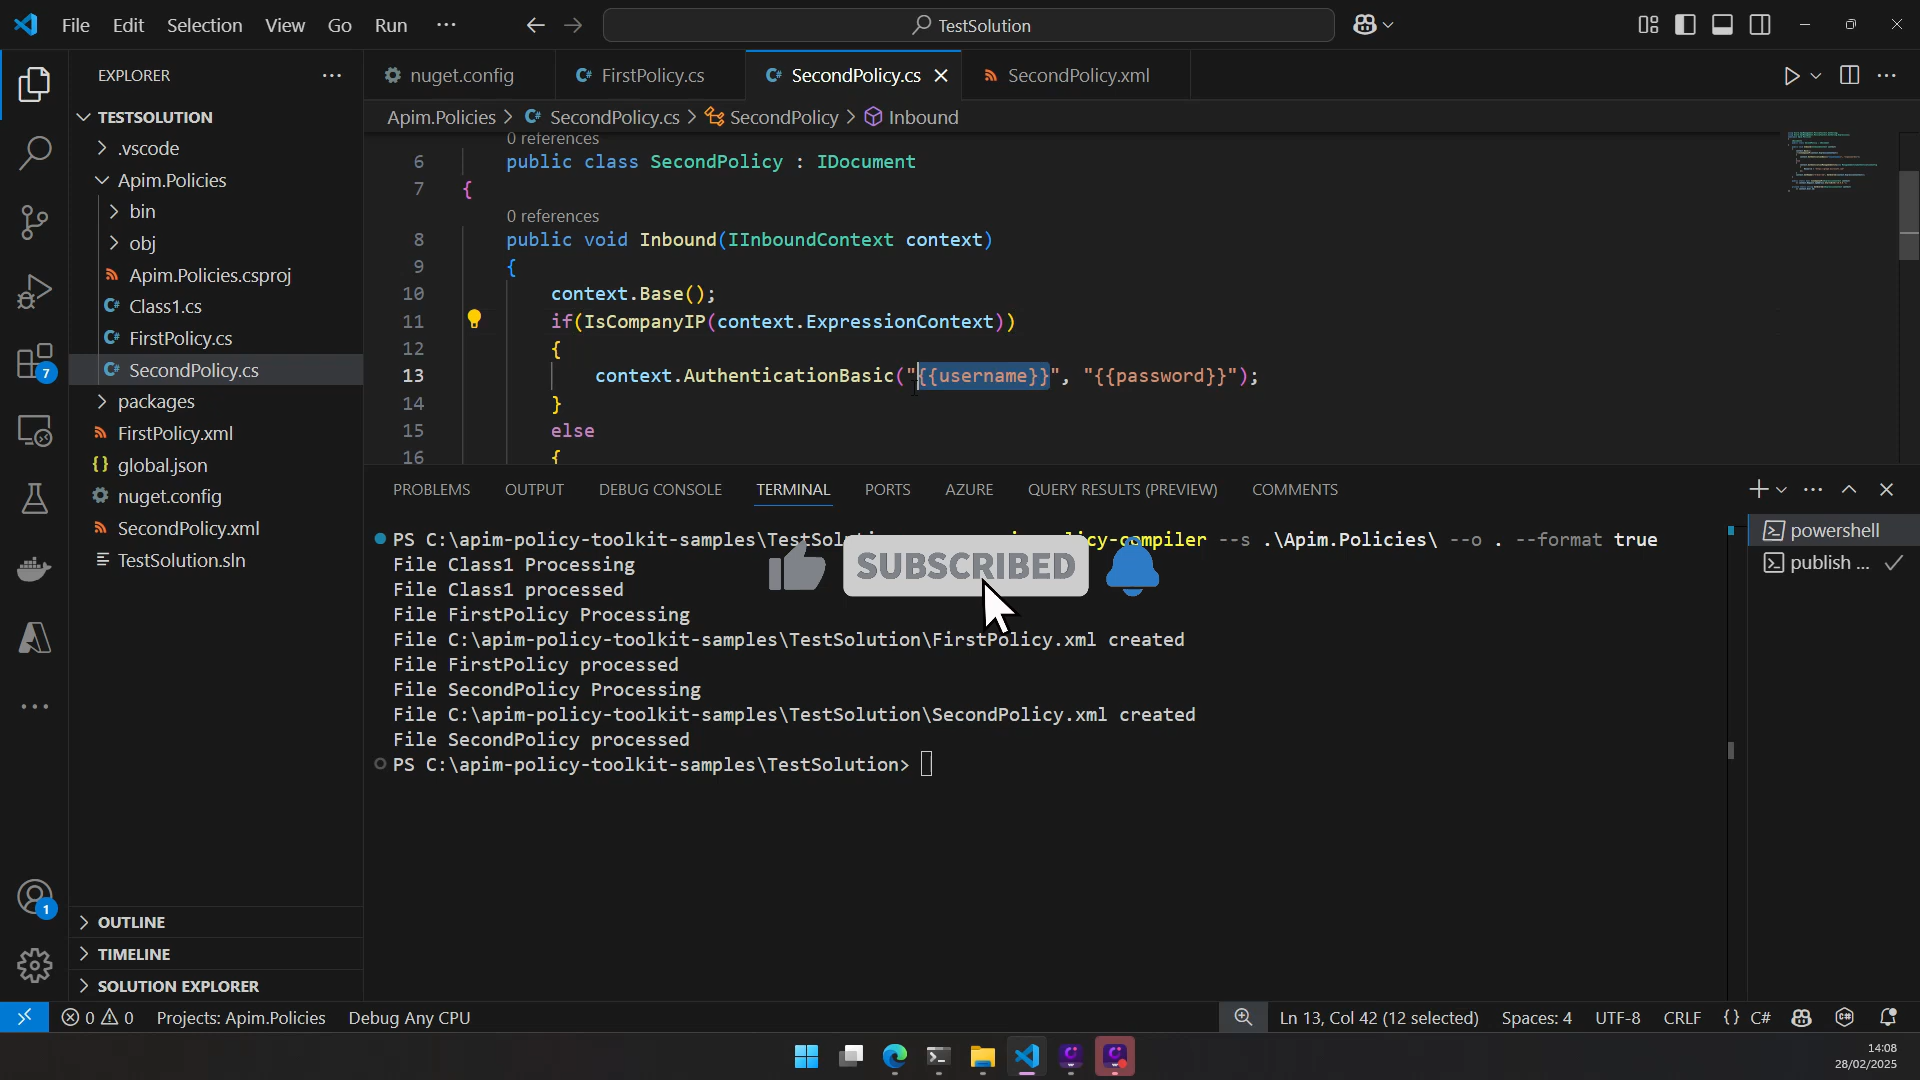 File Edit Selection View Go Run ···
TestSolution
EXPLORER
TESTSOLUTION
.vscode
Apim.Policies
bin
obj
Apim.Policies.csproj
C# Class1.cs
C# FirstPolicy.cs
C# SecondPolicy.cs
packages
FirstPolicy.xml
{} global.json
nuget.config
SecondPolicy.xml
TestSolution.sln
OUTLINE
TIMELINE
SOLUTION EXPLORER
7
1
nuget.config C# FirstPolicy.cs C# SecondPolicy.cs SecondPolicy.xml
Apim.Policies > C# SecondPolicy.cs > SecondPolicy > Inbound
0 references
6 public class SecondPolicy : IDocument
7 {
0 references
8 public void Inbound(IInboundContext context)
9 {
10 context.Base();
11 if(IsCompanyIP(context.ExpressionContext))
12 {
13 context.AuthenticationBasic("{{username}}", "{{password}}");
14 }
15 else
16 {
PROBLEMS OUTPUT DEBUG CONSOLE TERMINAL PORTS AZURE QUERY RESULTS (PREVIEW) COMMENTS
PS C:\apim-policy-toolkit-samples\TestSol compiler --s .\Apim.Policies\ --o . --format true
File Class1 Processing
File Class1 processed
File FirstPolicy Processing
File C:\apim-policy-toolkit-samples\TestSolution\FirstPolicy.xml created
File FirstPolicy processed
File SecondPolicy Processing
File C:\apim-policy-toolkit-samples\TestSolution\SecondPolicy.xml created
File SecondPolicy processed
PS C:\apim-policy-toolkit-samples\TestSolution>
SUBSCRIBED
powershell
publish ...
0 0 Projects: Apim.Policies Debug Any CPU
Ln 13, Col 42 (12 selected) Spaces: 4 UTF-8 CRLF {} C#
14:08
28/02/2025